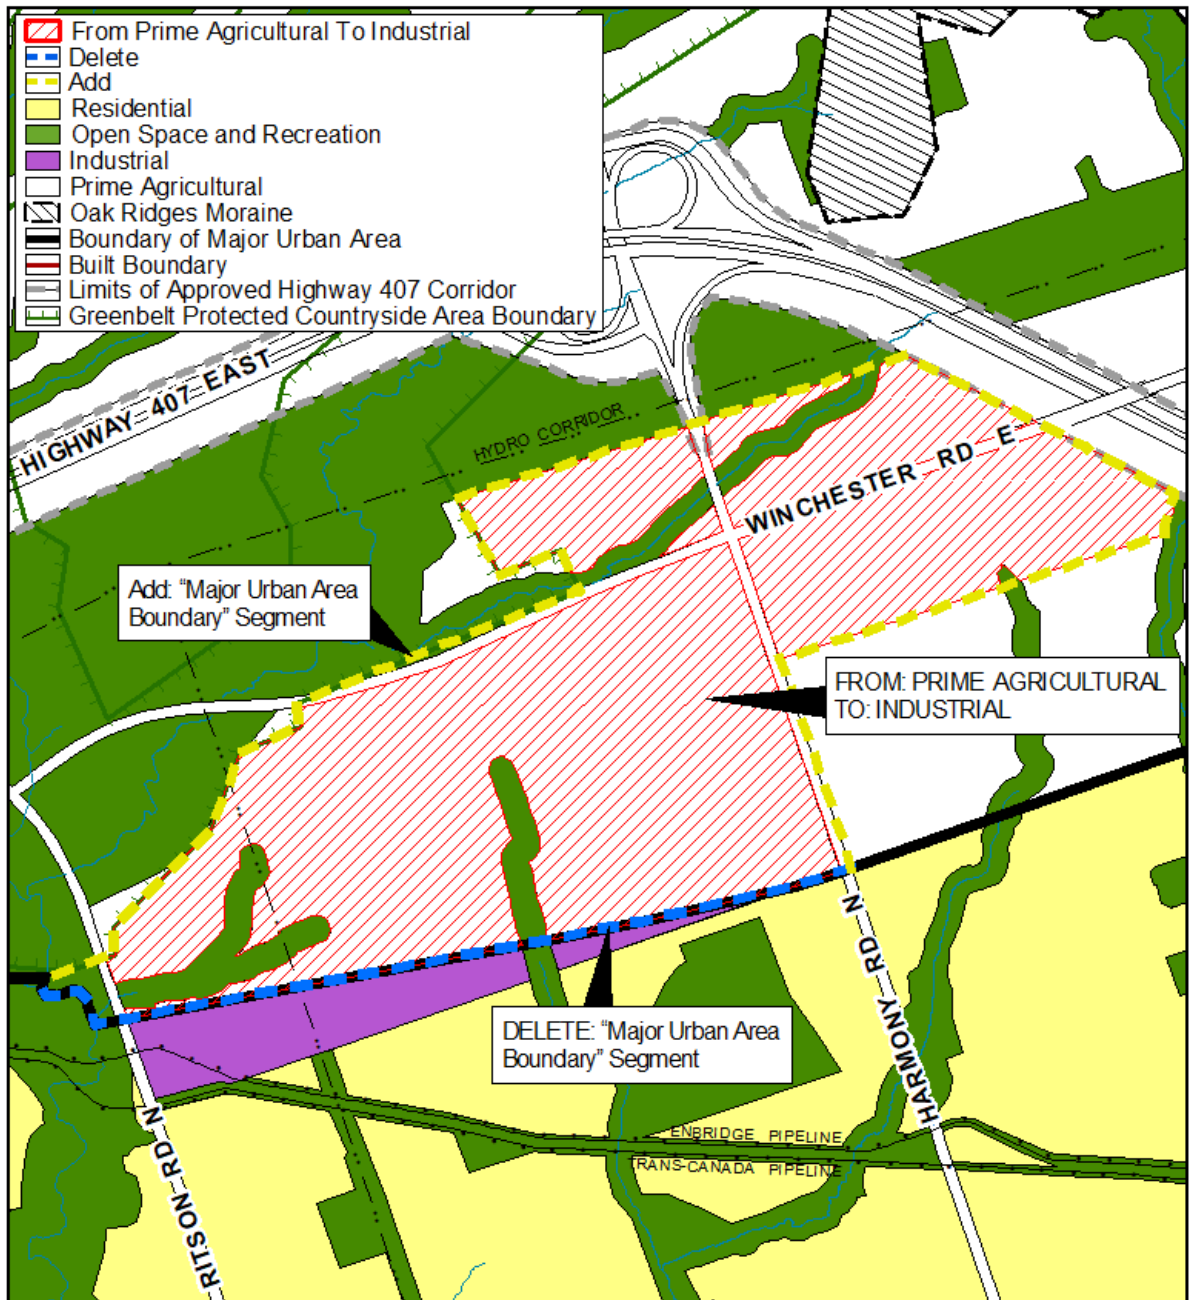 From Prime Agricultural To Industrial
Delete
Add
Residential
Open Space and Recreation
Industrial
Prime Agricultural
Oak Ridges Moraine
Boundary of Major Urban Area
Built Boundary
Limits of Approved Highway 407 Corridor
Greenbelt Protected Countryside Area Boundary
HIGHWAY 407 EAST
HYDRO CORRIDOR
WINCHESTER RD E
Add: “Major Urban Area
Boundary” Segment
FROM: PRIME AGRICULTURAL
TO: INDUSTRIAL
DELETE: “Major Urban Area
Boundary” Segment
HARMONY RD N
ENBRIDGE PIPELINE
TRANS-CANADA PIPELINE
RITSON RD N